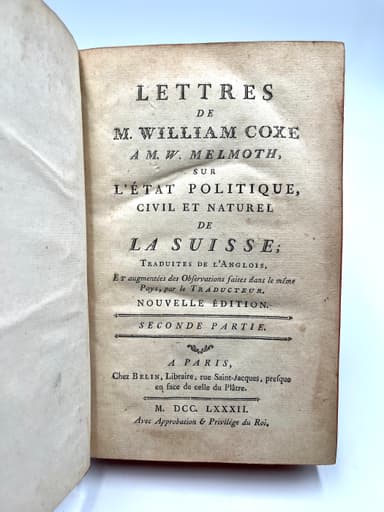 LETTRES
DE
M. WILLIAM COXE
A M. W. MELMOTH,
SUR
L'ÉTAT POLITIQUE,
CIVIL ET NATUREL
DE
LA SUISSE;
TRADUITES DE L'ANGLOIS,
ET augmentées des Observations faites dans le même
Pays, par le TRADUCTEUR.
NOUVELLE ÉDITION.
SECONDE PARTIE.
A PARIS,
Chez BELIN, Libraire, rue Saint-Jacques, presque
en face de celle du Plâtre.
M. DCC. LXXXII.
Avec Approbation & Privilége du Roi,